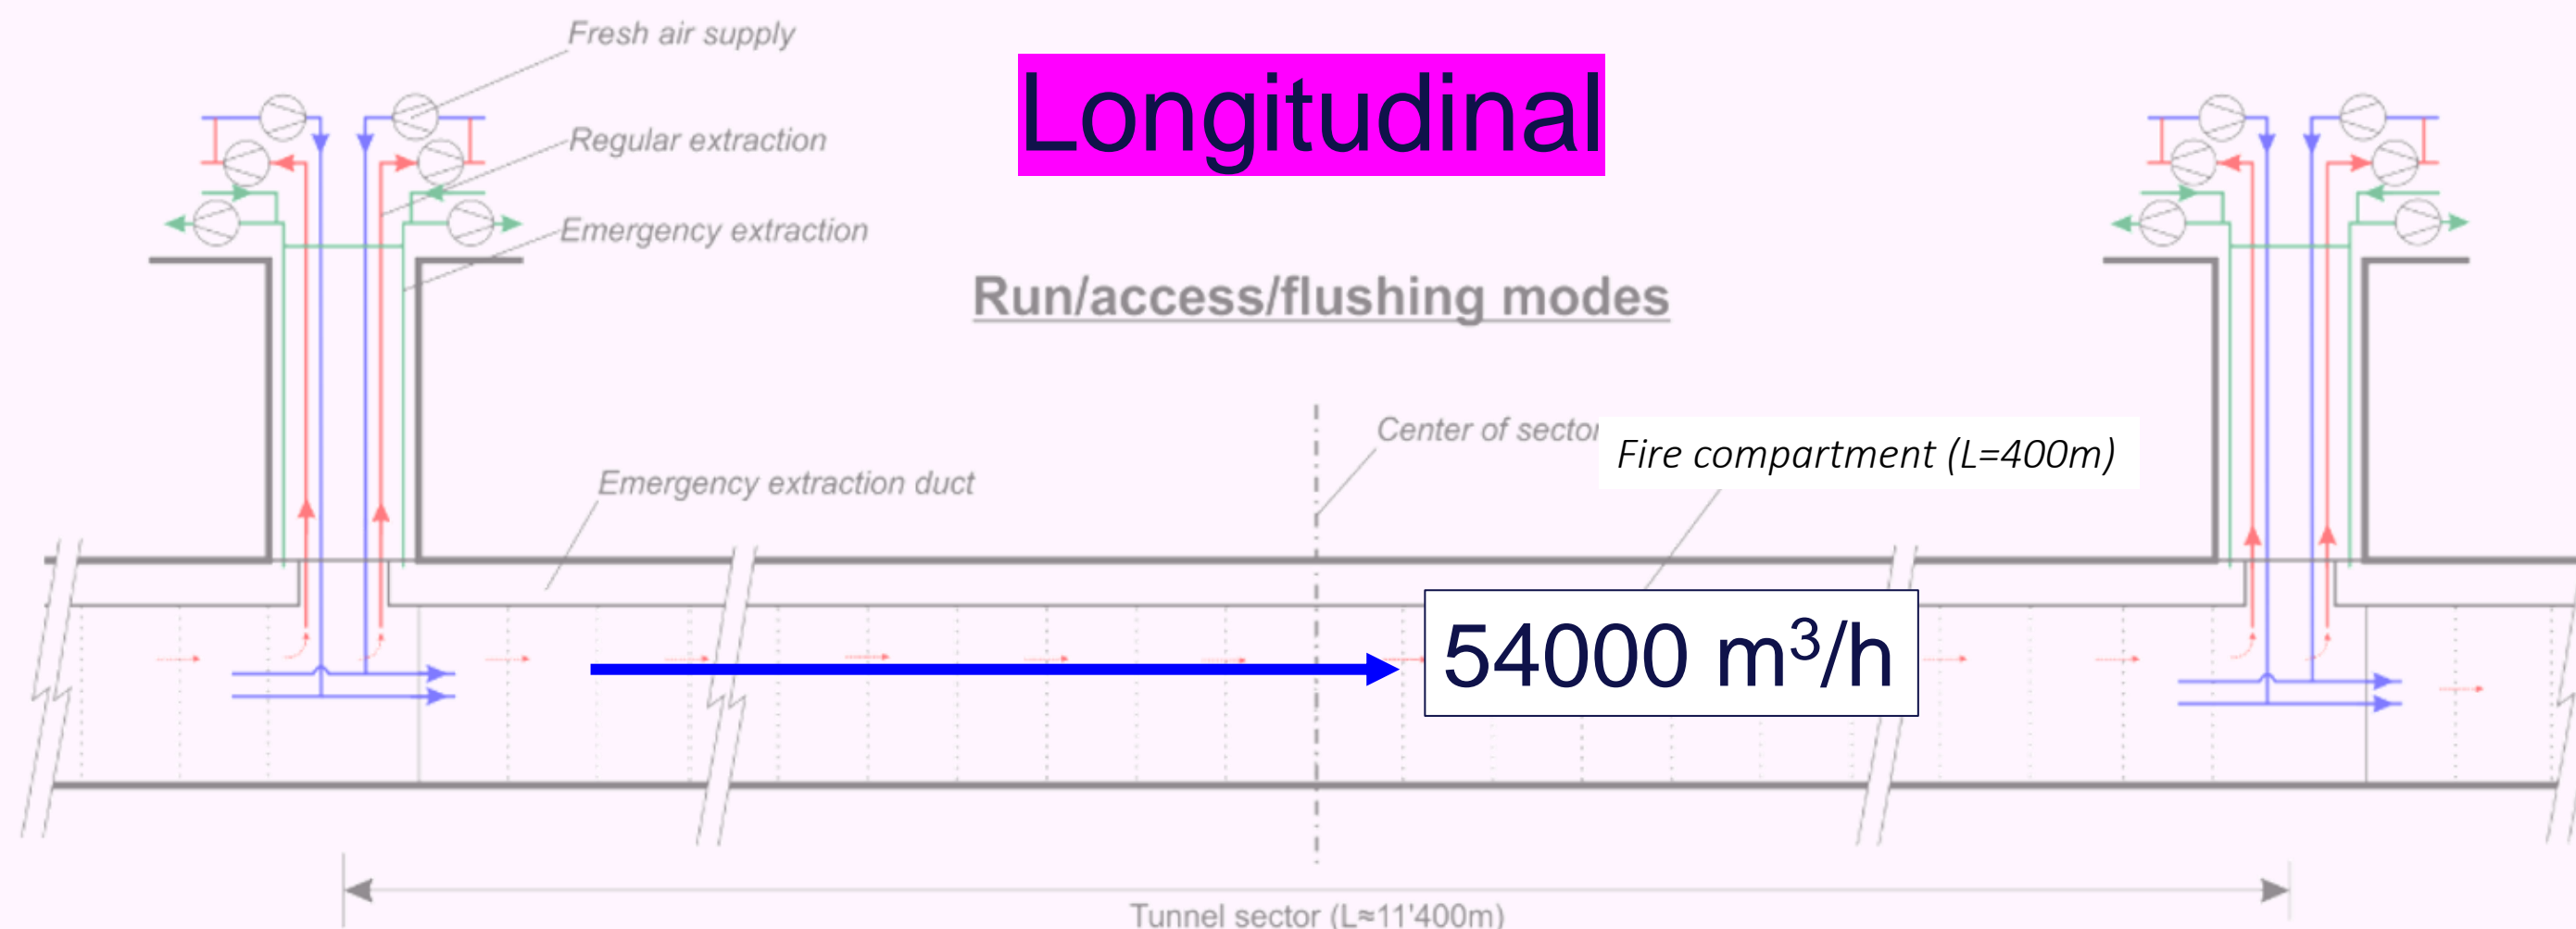 Fresh air supply
Longitudinal
Regular extraction
Emergency extraction
Run/access/flushing modes
Center of sector
Fire compartment (L=400m)
Emergency extraction duct
54000 m³/h
Tunnel sector (L≈11'400m)